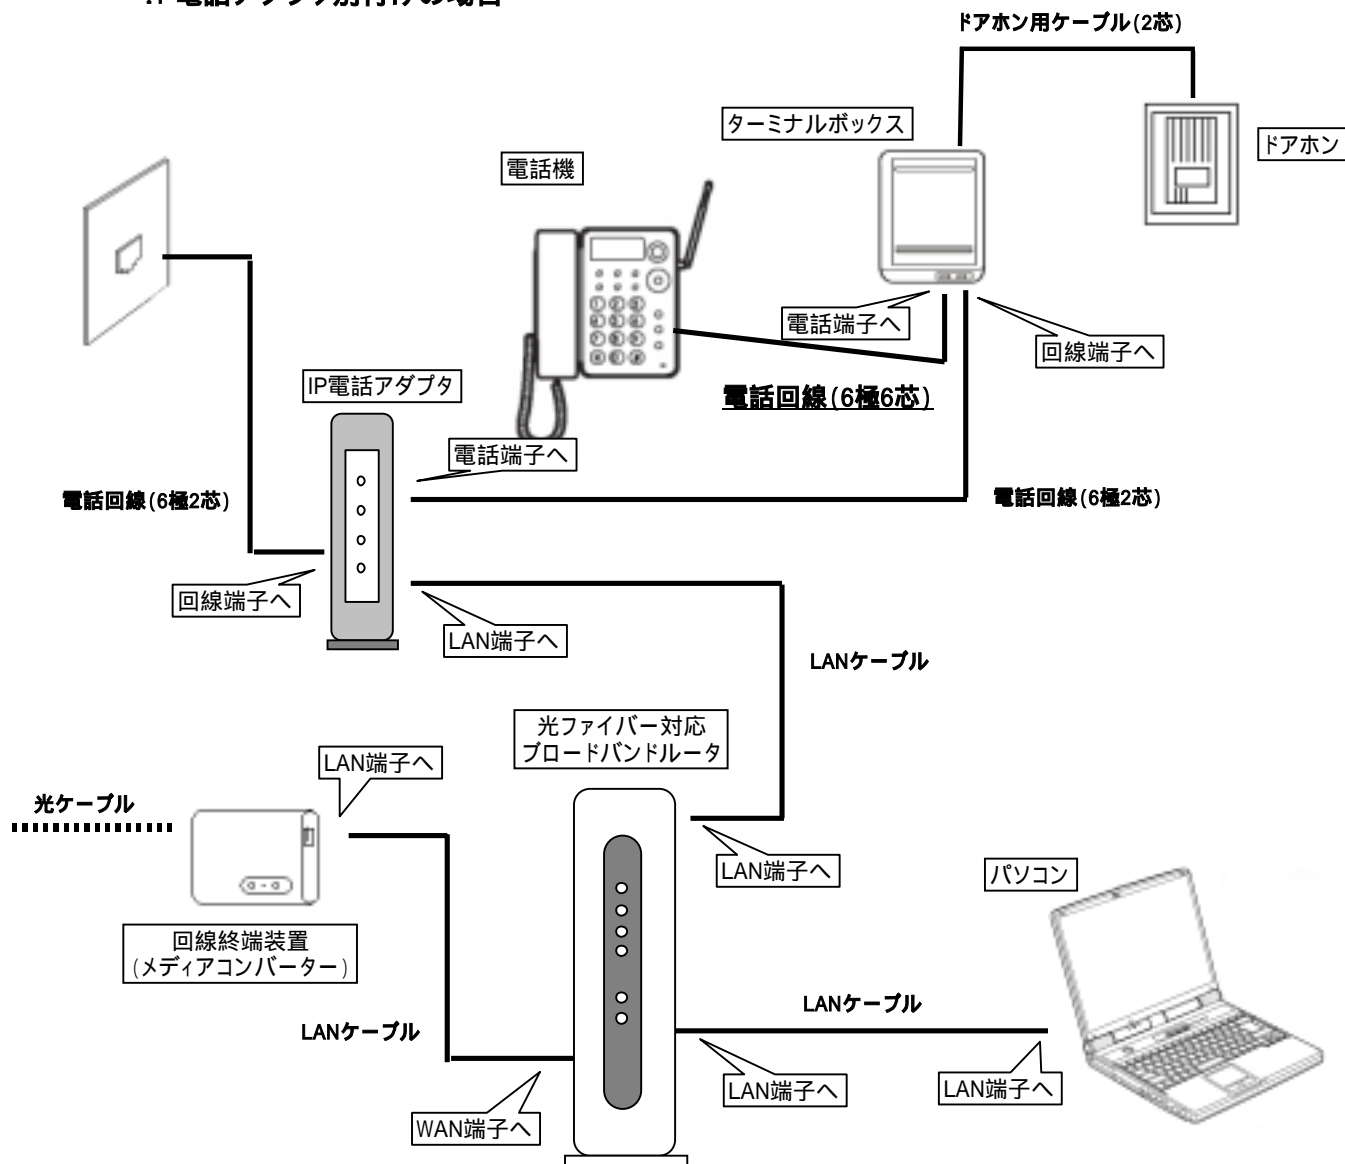 ドアホン用ケーブル(2芯)
ターミナルボックス
ドアホン
電話機
電話端子へ
回線端子へ
IP電話アダプタ
電話回線(6極6芯)
電話端子へ
電話回線(6極2芯)
電話回線(6極2芯)
回線端子へ
LAN端子へ
LANケーブル
光ファイバー対応
ブロードバンドルータ
LAN端子へ
光ケーブル
LAN端子へ
パソコン
回線終端装置
(メディアコンバーター)
LANケーブル
LANケーブル
LAN端子へ
LAN端子へ
WAN端子へ